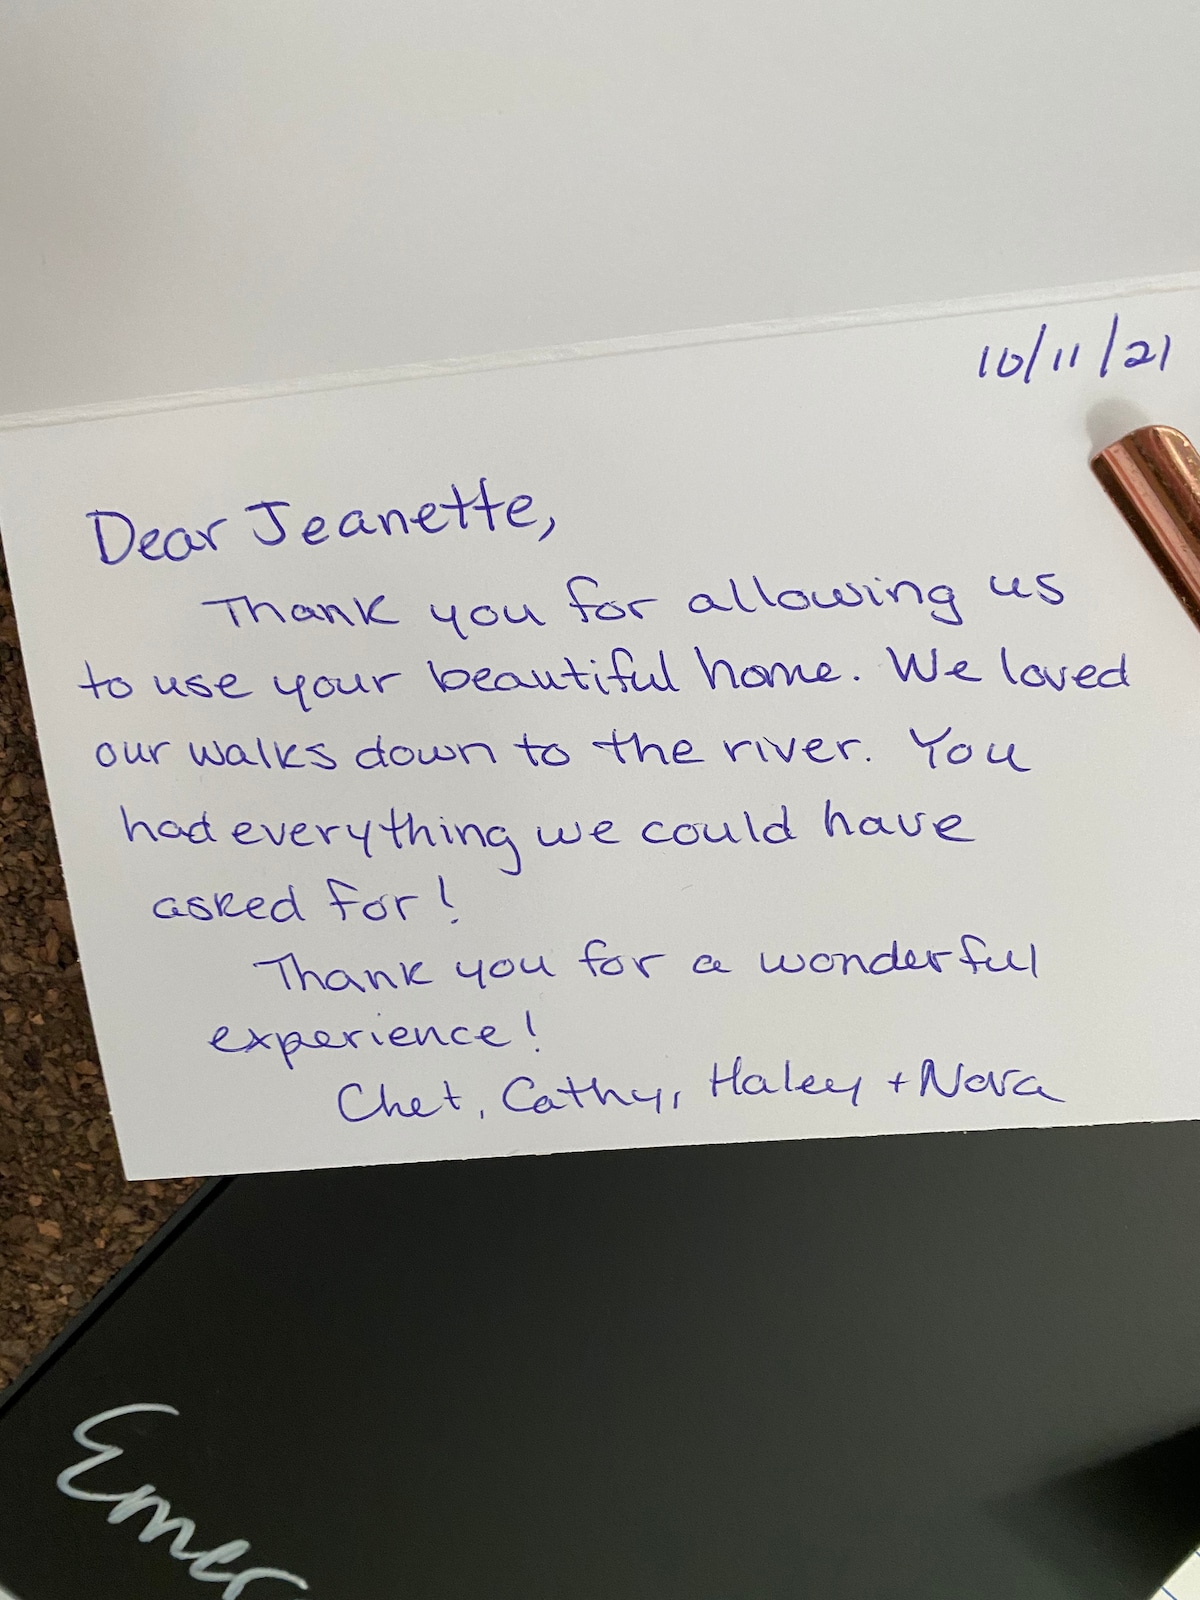 10/11/21
Dear Jeanette,
Thank you for allowing us
to use your beautiful home. We loved
our walks down to the river. You
had everything we could have
asked for!
Thank you for a wonderful
experience!
Chet, Cathy, Haley + Nova
Emer